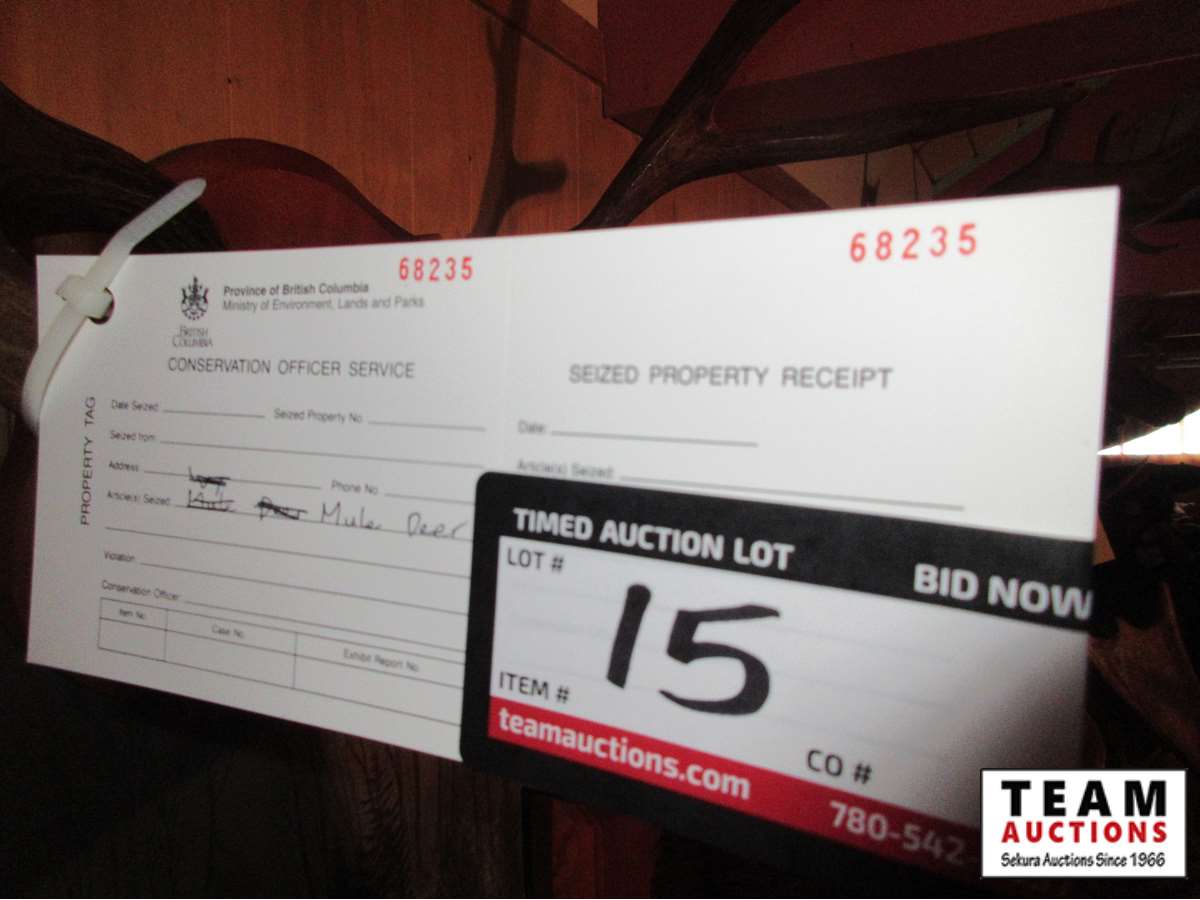 68235
68235
Province of British Columbia
Ministry of Environment, Lands and Parks
BRITISH
COLUMBIA
CONSERVATION OFFICER SERVICE
SEIZED PROPERTY RECEIPT
PROPERTY TAG
Date Seized: Seized Property No.
Seized from:
Address: Phone No.
Article(s) Seized: Mule Deer
Violation:
Conservation Officer:
Item No. Case No. Exhibit Report No.
Date:
Article(s) Seized:
TIMED AUCTION LOT BID NOW
LOT #
15
ITEM #
CO #
teamauctions.com
780-542-
TEAM
AUCTIONS
Sekura Auctions Since 1966